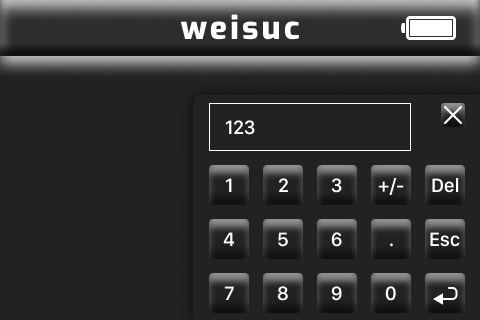 weisuc
123
1 2 3 +/- Del
4 5 6 . Esc
7 8 9 0